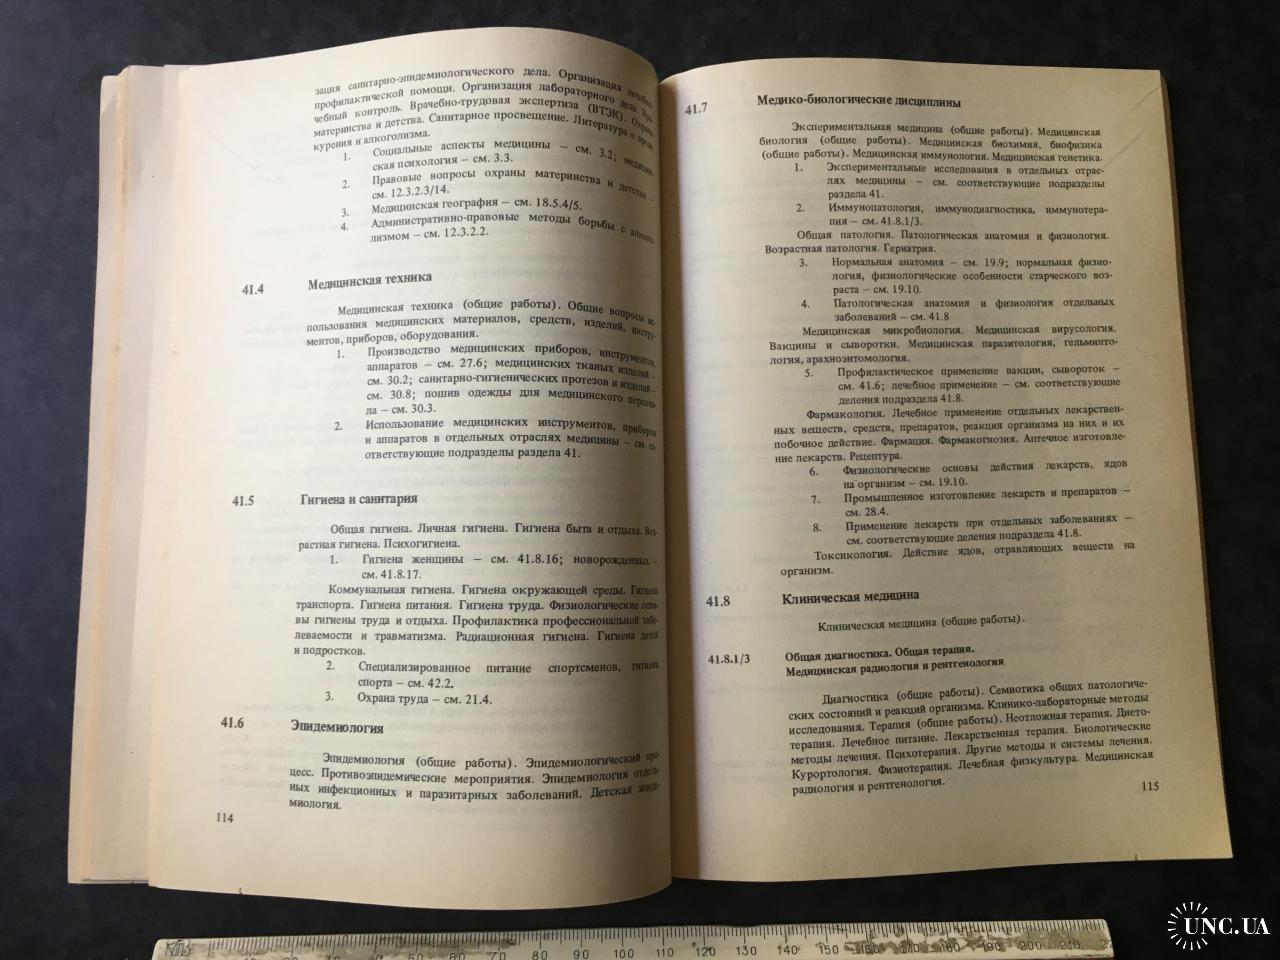 зация санитарно-эпидемиологического дела. Организация лечебно-
профилактической помощи. Организация лабораторного дела. Вра-
чебный контроль. Врачебно-трудовая экспертиза (ВТЭК). Охрана
материнства и детства. Санитарное просвещение. Литература о вреде
курения и алкоголизма.
1. Социальные аспекты медицины – см. 3.2; медицин-
ская психология – см. 3.3.
2. Правовые вопросы охраны материнства и детства –
см. 12.3.2.3/14.
3. Медицинская география – см. 18.5.4/5.
4. Административно-правовые методы борьбы с алкого-
лизмом – см. 12.3.2.2.
41.4 Медицинская техника
Медицинская техника (общие работы). Общие вопросы ис-
пользования медицинских материалов, средств, изделий, инстру-
ментов, приборов, оборудования.
1. Производство медицинских приборов, инструментов,
аппаратов – см. 27.6; медицинских тканых изделий –
см. 30.2; санитарно-гигиенических протезов и изделий –
см. 30.8; пошив одежды для медицинского персона-
ла – см. 30.3.
2. Использование медицинских инструментов, приборов
и аппаратов в отдельных отраслях медицины – см. со-
ответствующие подразделы раздела 41.
41.5 Гигиена и санитария
Общая гигиена. Личная гигиена. Гигиена быта и отдыха. Воз-
растная гигиена. Психогигиена.
1. Гигиена женщины – см. 41.8.16; новорожденных –
см. 41.8.17.
Коммунальная гигиена. Гигиена окружающей среды. Гигиена
транспорта. Гигиена питания. Гигиена труда. Физиологические осно-
вы гигиены труда и отдыха. Профилактика профессиональной забо-
леваемости и травматизма. Радиационная гигиена. Гигиена детей
и подростков.
2. Специализированное питание спортсменов, гигиена
спорта – см. 42.2.
3. Охрана труда – см. 21.4.
41.6 Эпидемиология
Эпидемиология (общие работы). Эпидемиологический про-
цесс. Противоэпидемические мероприятия. Эпидемиология отдель-
ных инфекционных и паразитарных заболеваний. Детская эпиде-
миология.
114
41.7 Медико-биологические дисциплины
Экспериментальная медицина (общие работы). Медицинская
биология (общие работы). Медицинская биохимия, биофизика
(общие работы). Медицинская иммунология. Медицинская генетика.
1. Экспериментальные исследования в отдельных отрас-
лях медицины – см. соответствующие подразделы
раздела 41.
2. Иммунопатология, иммунодиагностика, иммунотера-
пия – см. 41.8.1/3.
Общая патология. Патологическая анатомия и физиология.
Возрастная патология. Гериатрия.
3. Нормальная анатомия – см. 19.9; нормальная физио-
логия, физиологические особенности старческого воз-
раста – см. 19.10.
4. Патологическая анатомия и физиология отдельных
заболеваний – см. 41.8
Медицинская микробиология. Медицинская вирусология.
Вакцины и сыворотки. Медицинская паразитология, гельминто-
логия, арахноэнтомология.
5. Профилактическое применение вакцин, сывороток –
см. 41.6; лечебное применение – см. соответствующие
деления подраздела 41.8.
Фармакология. Лечебное применение отдельных лекарствен-
ных веществ, средств, препаратов, реакция организма на них и их
побочное действие. Фармация. Фармакогнозия. Аптечное изготовле-
ние лекарств. Рецептура.
6. Физиологические основы действия лекарств, ядов
на организм – см. 19.10.
7. Промышленное изготовление лекарств и препаратов –
см. 28.4.
8. Применение лекарств при отдельных заболеваниях –
см. соответствующие деления подраздела 41.8.
Токсикология. Действие ядов, отравляющих веществ на
организм.
41.8 Клиническая медицина
Клиническая медицина (общие работы).
41.8.1/3 Общая диагностика. Общая терапия.
Медицинская радиология и рентгенология
Диагностика (общие работы). Семиотика общих патологиче-
ских состояний и реакций организма. Клинико-лабораторные методы
исследования. Терапия (общие работы). Неотложная терапия. Дието-
терапия. Лечебное питание. Лекарственная терапия. Биологические
методы лечения. Психотерапия. Другие методы и системы лечения.
Курортология. Физиотерапия. Лечебная физкультура. Медицинская
радиология и рентгенология.
115
UNC.UA